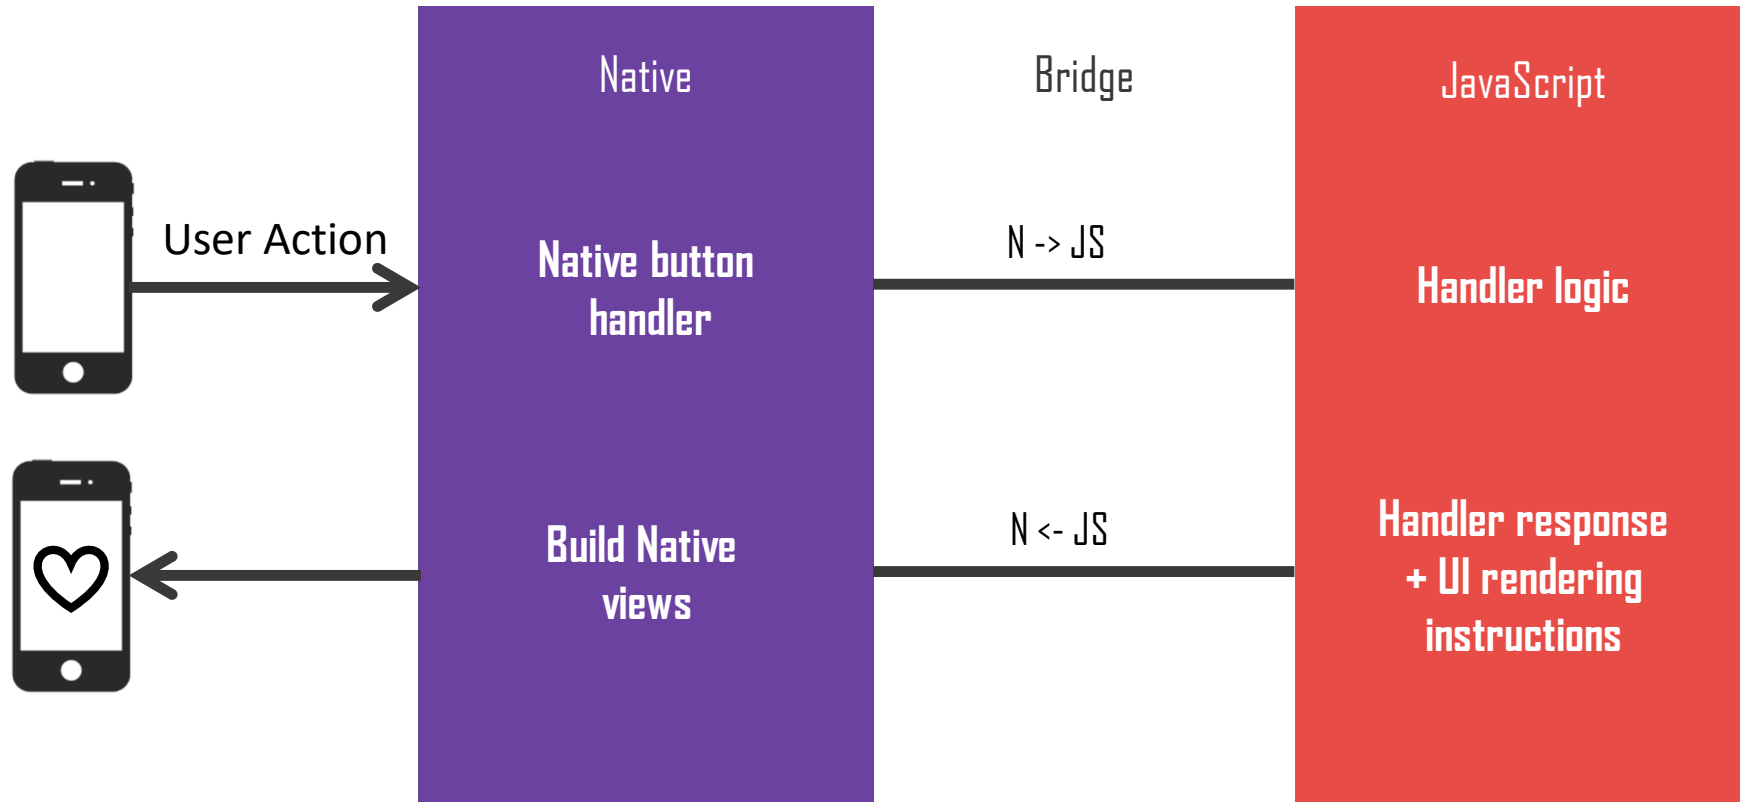 Native
Bridge
JavaScript
User Action
Native button
handler
N -> JS
Handler logic
Build Native
views
N <- JS
Handler response
+ UI rendering
instructions